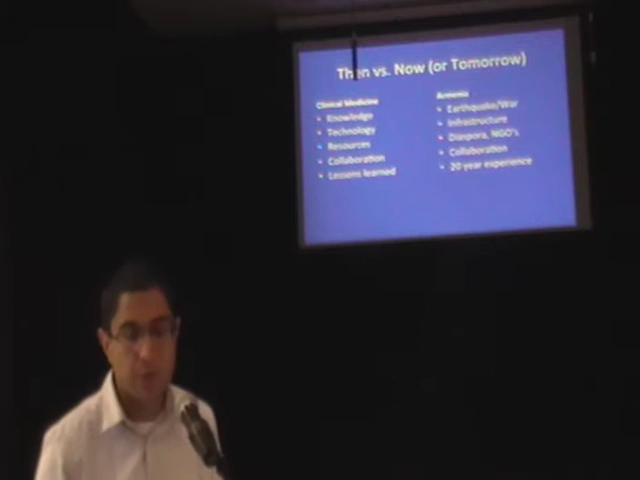 Then vs. Now (or Tomorrow)
Clinical Medicine
• Knowledge
• Technology
• Resources
• Collaboration
• Lessons learned
Armenia
• Earthquake/War
• Infrastructure
• Diaspora, NGO's
• Collaboration
• 20 year experience